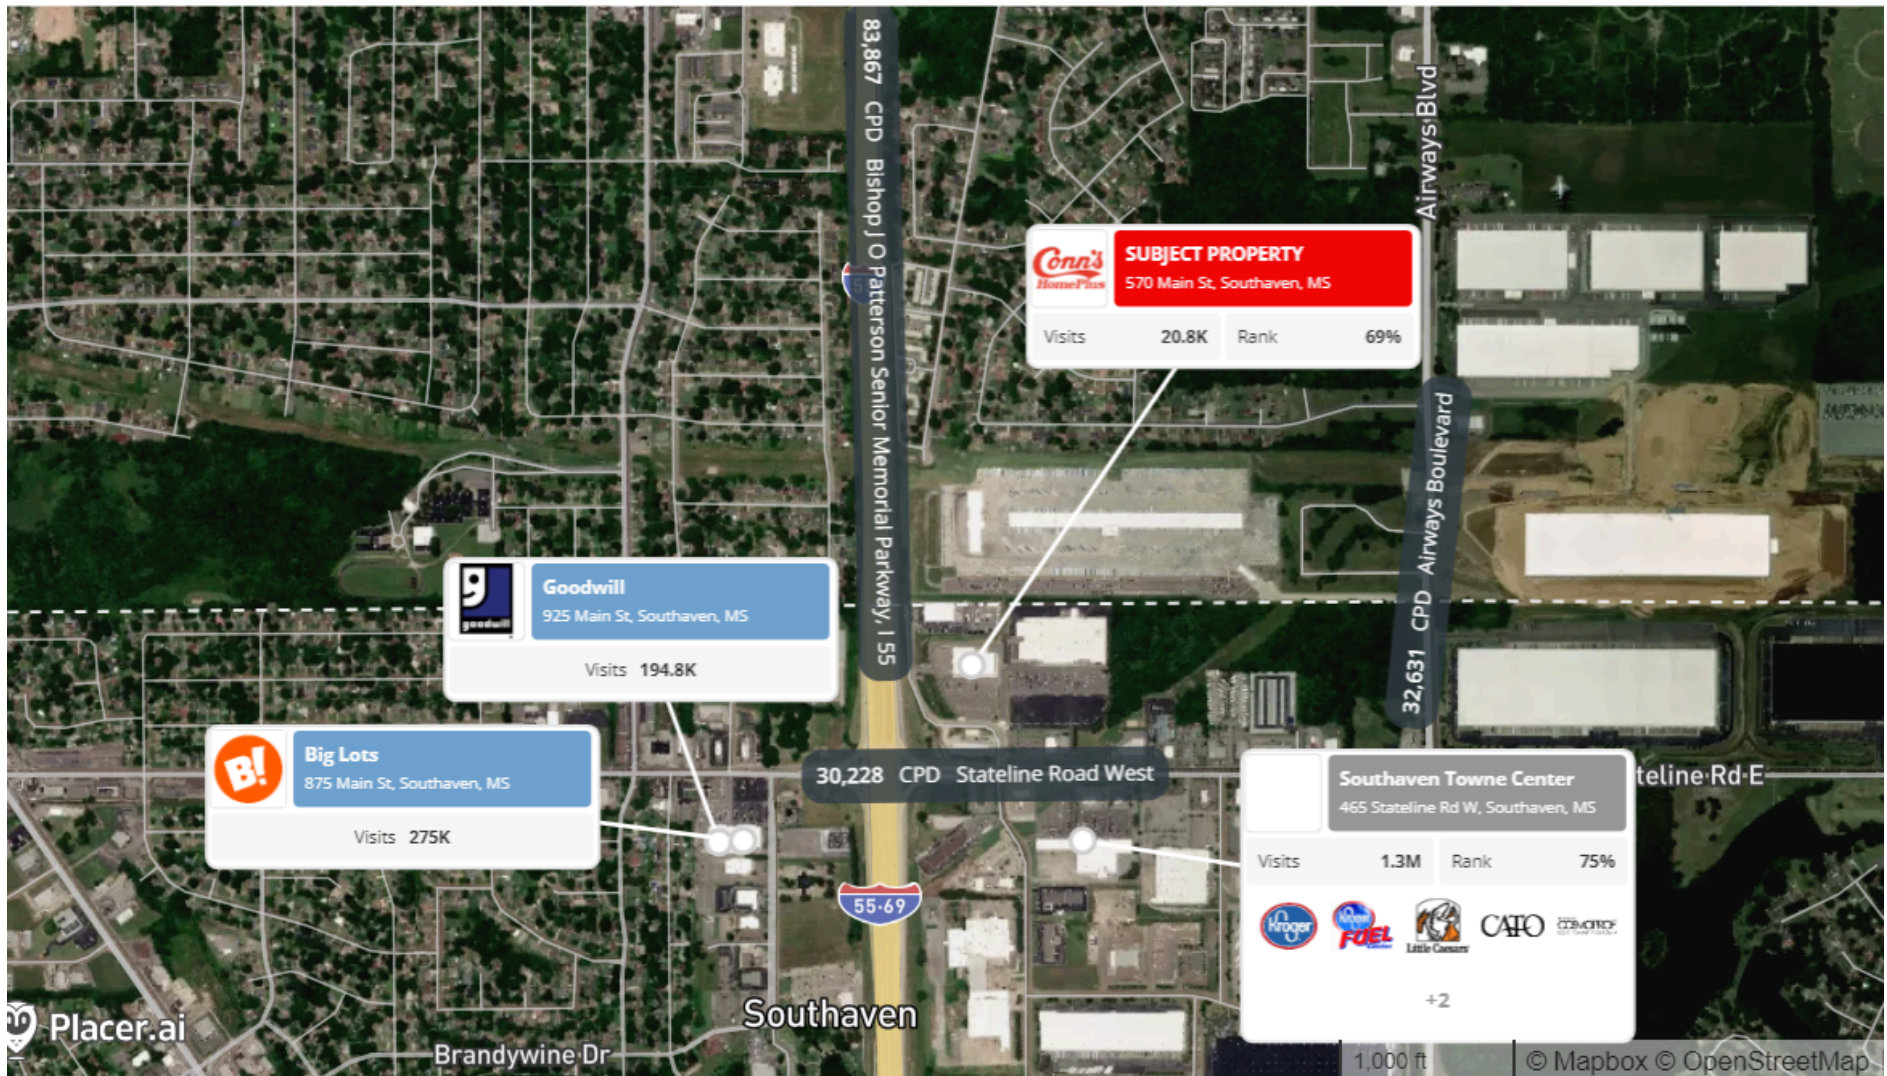 83,867 CPD Bishop J O Patterson Senior Memorial Parkway, I 55
Airways Blvd
Conn's
HomePlus
SUBJECT PROPERTY
570 Main St, Southaven, MS
Visits 20.8K Rank 69%
32,631 CPD Airways Boulevard
goodwill
Goodwill
925 Main St, Southaven, MS
Visits 194.8K
B!
Big Lots
875 Main St, Southaven, MS
Visits 275K
30,228 CPD Stateline Road West
teline Rd E
Southaven Towne Center
465 Stateline Rd W, Southaven, MS
Visits 1.3M Rank 75%
Kroger
Kroger
FUEL
Little Caesars
CATO
COSMOPROF
+2
55-69
Southaven
Placer.ai
Brandywine Dr
1,000 ft
© Mapbox © OpenStreetMap